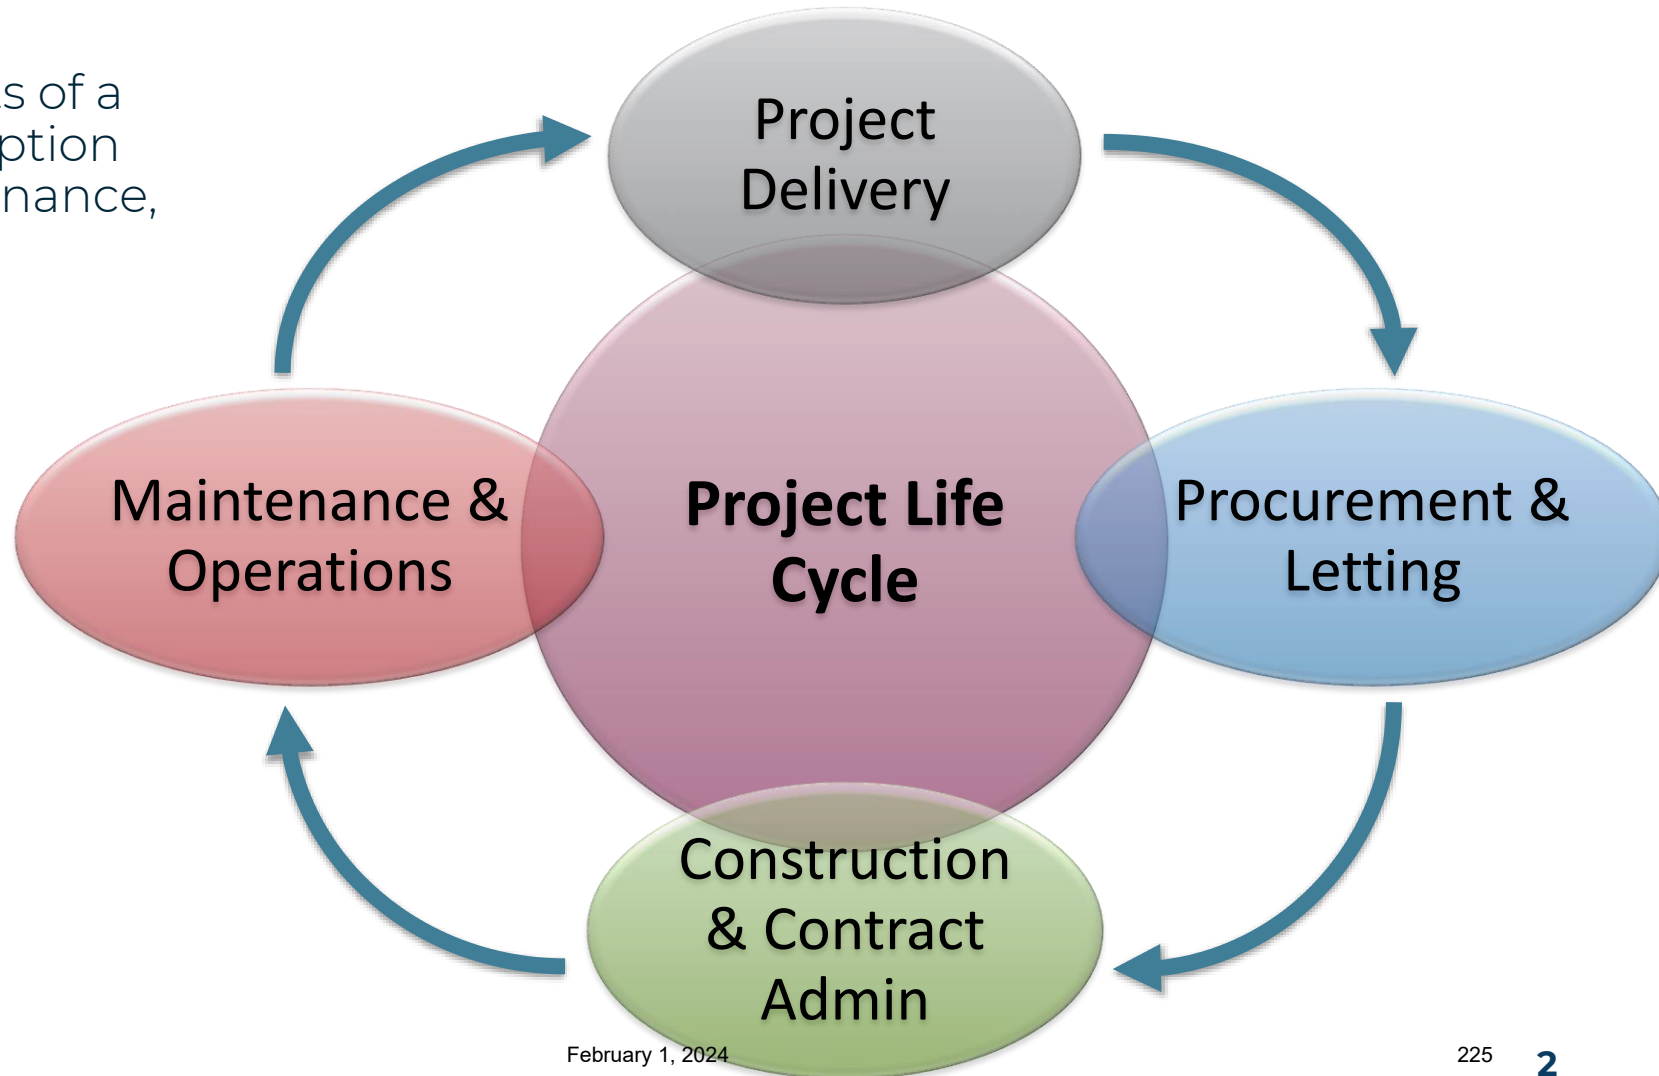 s of a
ption
nance,
Project
Delivery
Maintenance &
Operations
Project Life
Cycle
Procurement &
Letting
Construction
& Contract
Admin
February 1, 2024
225
2